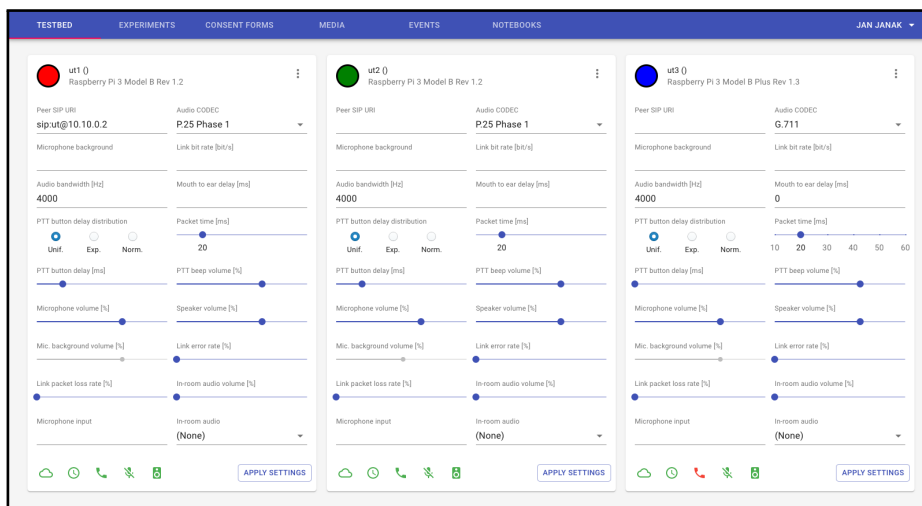 TESTBED EXPERIMENTS CONSENT FORMS MEDIA EVENTS NOTEBOOKS JAN JANAK
ut1 ()
Raspberry Pi 3 Model B Rev 1.2
Peer SIP URI Audio CODEC
sip:ut@10.10.0.2 P.25 Phase 1
Microphone background Link bit rate [bit/s]
Audio bandwidth [Hz] Mouth to ear delay [ms]
4000
PTT button delay distribution Packet time [ms]
20
Unif. Exp. Norm.
PTT button delay [ms] PTT beep volume [%]
Microphone volume [%] Speaker volume [%]
Mic. background volume [%] Link error rate [%]
Link packet loss rate [%] In-room audio volume [%]
Microphone input In-room audio
(None)
APPLY SETTINGS
ut2 ()
Raspberry Pi 3 Model B Rev 1.2
Peer SIP URI Audio CODEC
P.25 Phase 1
Microphone background Link bit rate [bit/s]
Audio bandwidth [Hz] Mouth to ear delay [ms]
4000
PTT button delay distribution Packet time [ms]
20
Unif. Exp. Norm.
PTT button delay [ms] PTT beep volume [%]
Microphone volume [%] Speaker volume [%]
Mic. background volume [%] Link error rate [%]
Link packet loss rate [%] In-room audio volume [%]
Microphone input In-room audio
(None)
APPLY SETTINGS
ut3 ()
Raspberry Pi 3 Model B Plus Rev 1.3
Peer SIP URI Audio CODEC
G.711
Microphone background Link bit rate [bit/s]
Audio bandwidth [Hz] Mouth to ear delay [ms]
4000 0
PTT button delay distribution Packet time [ms]
10 20 30 40 50 60
Unif. Exp. Norm.
PTT button delay [ms] PTT beep volume [%]
Microphone volume [%] Speaker volume [%]
Mic. background volume [%] Link error rate [%]
Link packet loss rate [%] In-room audio volume [%]
Microphone input In-room audio
(None)
APPLY SETTINGS